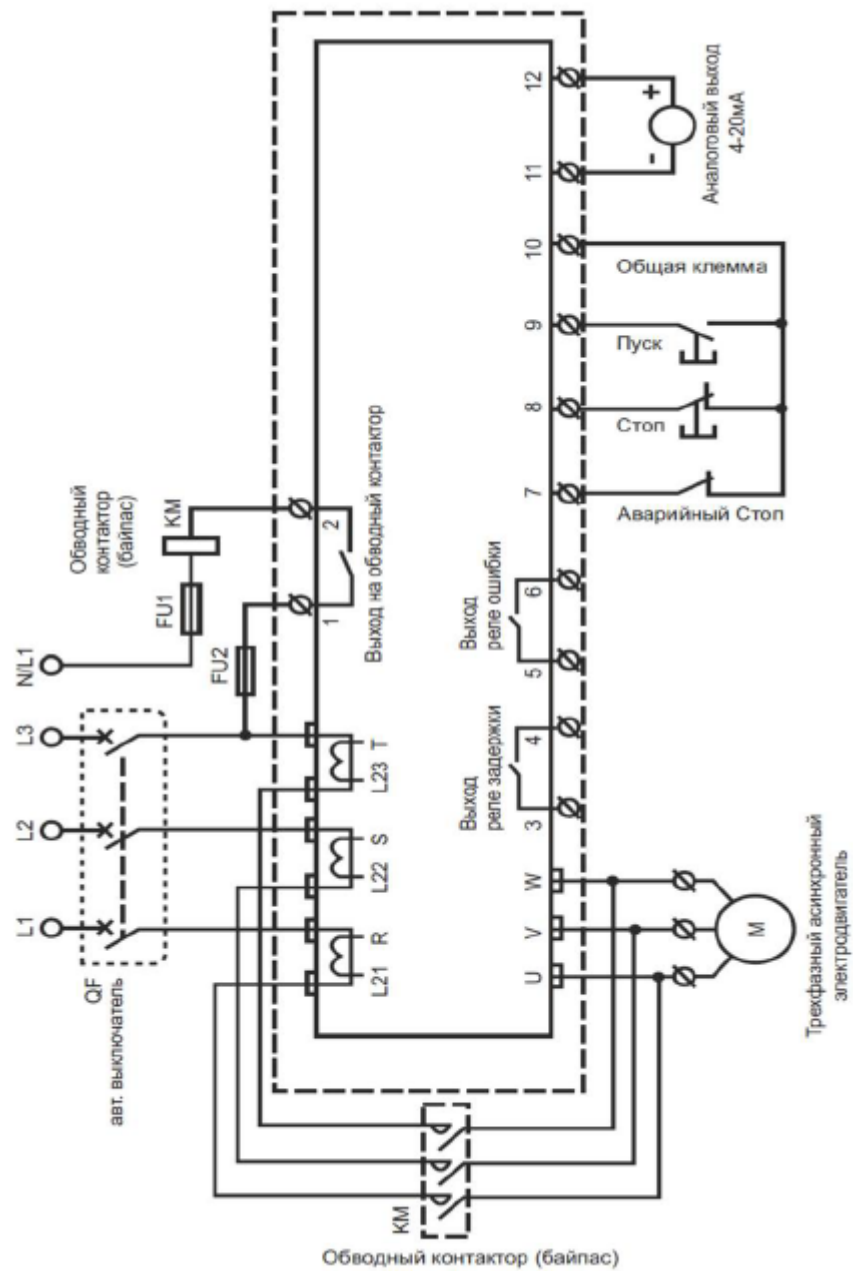 N/L1
L3
L2
L1
QF
авт. выключатель
Обводный
контактор
(байпас)
KM
FU1
FU2
1
2
Выход на обводный контактор
L21
R
L22
S
L23
T
U
V
W
3
4
Выход
реле задержки
5
6
Выход
реле ошибки
7
8
9
10
11
12
Аварийный Стоп
Стоп
Пуск
Общая клемма
-
+
Аналоговый выход
4-20мА
M
Трехфазный асинхронный
электродвигатель
KM
Обводный контактор (байпас)